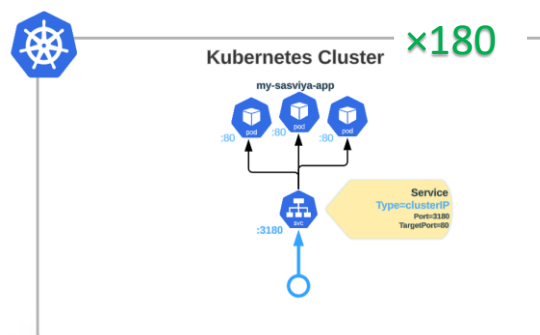 ×180
Kubernetes Cluster
my-sasviya-app
pod
pod
pod
:80
:80
:80
svc
:3180
Service
Type=clusterIP
Port=3180
TargetPort=80